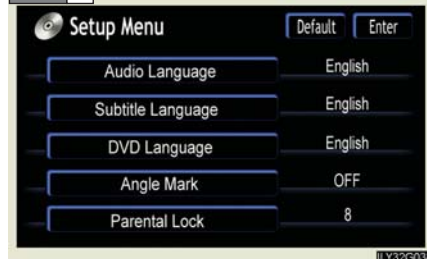 Setup Menu Default Enter
Audio Language English
Subtitle Language English
DVD Language English
Angle Mark OFF
Parental Lock 8